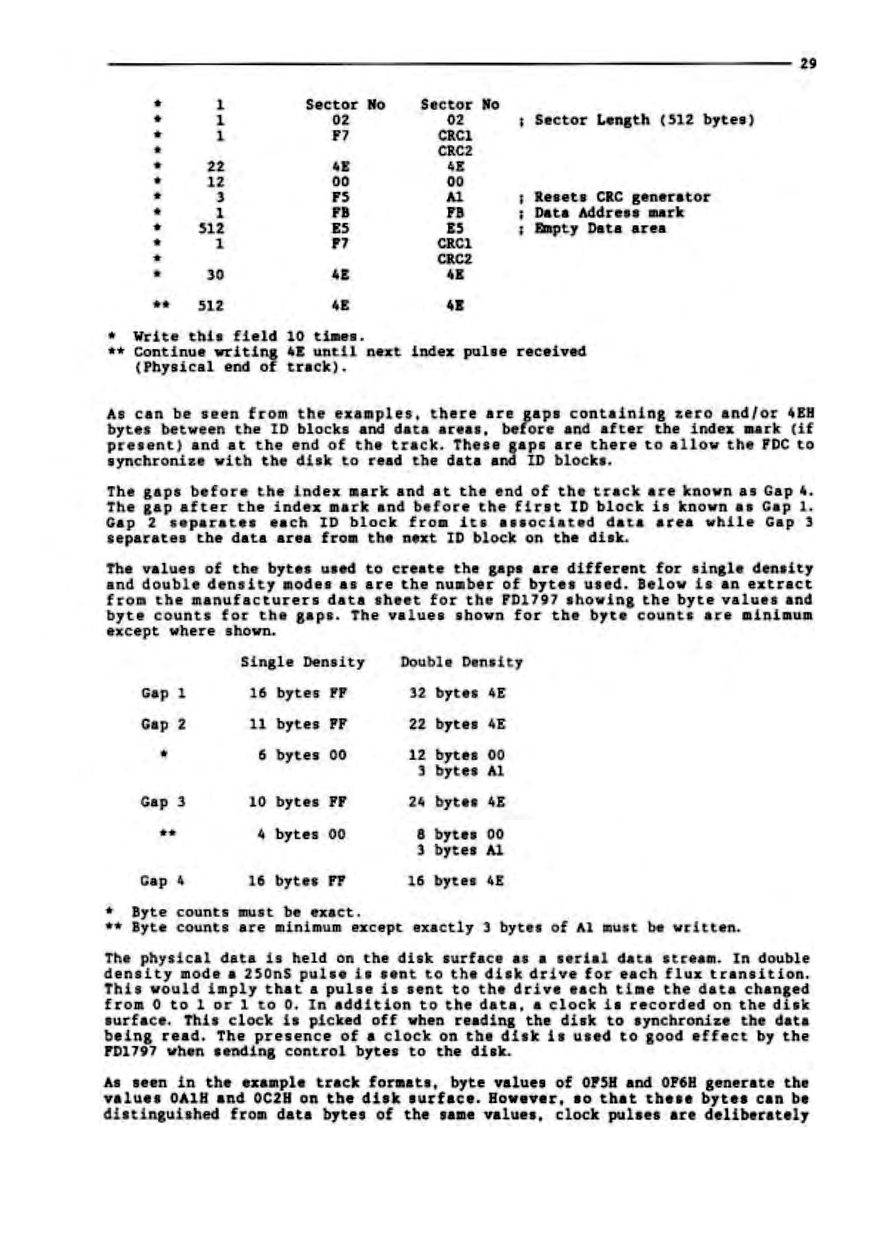 29
* 1 Sector No Sector No
* 1 02 02 ; Sector Length (512 bytes)
* 1 F7 CRC1
* CRC2
* 22 4E 4E
* 12 00 00
* 3 F5 A1 ; Resets CRC generator
* 1 FB FB ; Data Address mark
* 512 E5 E5 ; Empty Data area
* 1 F7 CRC1
* CRC2
* 30 4E 4E
** 512 4E 4E
* Write this field 10 times.
** Continue writing 4E until next index pulse received
(Physical end of track).
As can be seen from the examples, there are gaps containing zero and/or 4EH
bytes between the ID blocks and data areas, before and after the index mark (if
present) and at the end of the track. These gaps are there to allow the FDC to
synchronize with the disk to read the data and ID blocks.
The gaps before the index mark and at the end of the track are known as Gap 4.
The gap after the index mark and before the first ID block is known as Gap 1.
Gap 2 separates each ID block from its associated data area while Gap 3
separates the data area from the next ID block on the disk.
The values of the bytes used to create the gaps are different for single density
and double density modes as are the number of bytes used. Below is an extract
from the manufacturers data sheet for the FD1797 showing the byte values and
byte counts for the gaps. The values shown for the byte counts are minimum
except where shown.
Single Density Double Density
Gap 1 16 bytes FF 32 bytes 4E
Gap 2 11 bytes FF 22 bytes 4E
* 6 bytes 00 12 bytes 00
3 bytes A1
Gap 3 10 bytes FF 24 bytes 4E
** 4 bytes 00 8 bytes 00
3 bytes A1
Gap 4 16 bytes FF 16 bytes 4E
* Byte counts must be exact.
** Byte counts are minimum except exactly 3 bytes of A1 must be written.
The physical data is held on the disk surface as a serial data stream. In double
density mode a 250nS pulse is sent to the disk drive for each flux transition.
This would imply that a pulse is sent to the drive each time the data changed
from 0 to 1 or 1 to 0. In addition to the data, a clock is recorded on the disk
surface. This clock is picked off when reading the disk to synchronize the data
being read. The presence of a clock on the disk is used to good effect by the
FD1797 when sending control bytes to the disk.
As seen in the example track formats, byte values of 0F5H and 0F6H generate the
values 0A1H and 0C2H on the disk surface. However, so that these bytes can be
distinguished from data bytes of the same values, clock pulses are deliberately